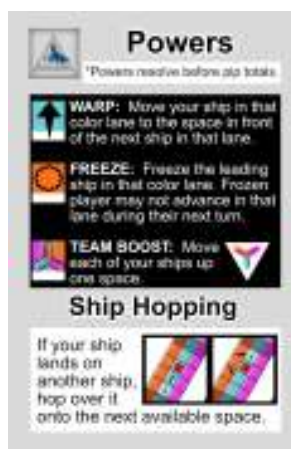 Powers
*Powers resolve before pip totals.
WARP: Move your ship in that
color lane to the space in front
of the next ship in that lane.
FREEZE: Freeze the leading
ship in that color lane. Frozen
player may not advance in that
lane during their next turn.
TEAM BOOST: Move
each of your ships up
one space.
Ship Hopping
If your ship
lands on
another ship,
hop over it
onto the next available space.